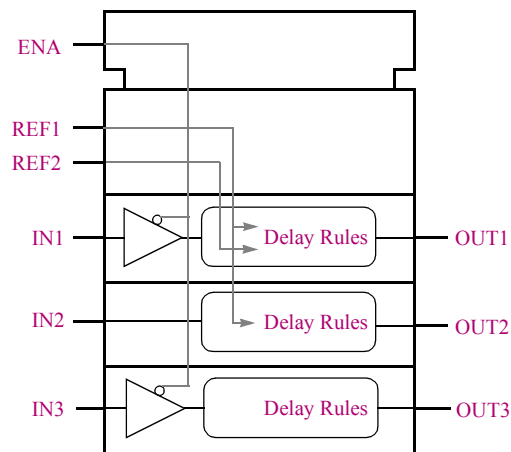 ENA
REF1
REF2
IN1 Delay Rules OUT1
IN2 Delay Rules OUT2
IN3 Delay Rules OUT3